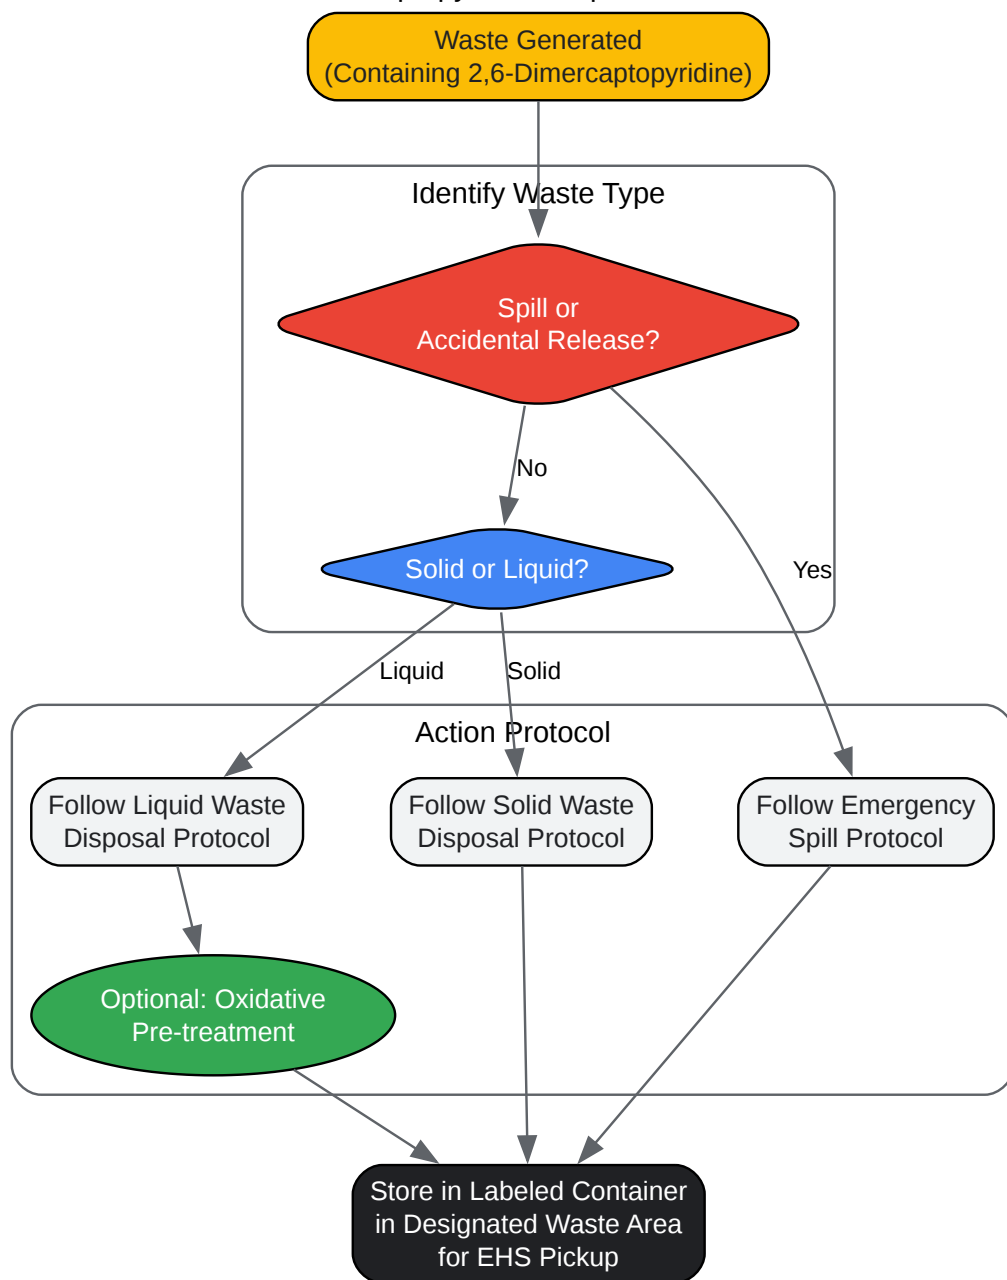 Waste Generated
(Containing 2,6-Dimercaptopyridine)
Identify Waste Type
Spill or
Accidental Release?
No
Yes
Solid or Liquid?
Liquid
Solid
Action Protocol
Follow Liquid Waste
Disposal Protocol
Follow Solid Waste
Disposal Protocol
Follow Emergency
Spill Protocol
Optional: Oxidative
Pre-treatment
Store in Labeled Container
in Designated Waste Area
for EHS Pickup